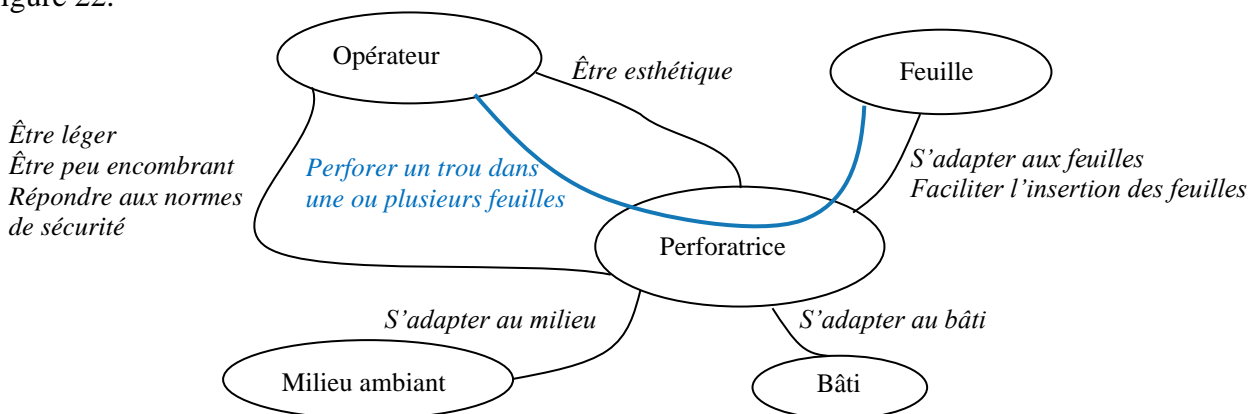 igure 22.
Opérateur
Être esthétique
Feuille
Être léger
Être peu encombrant
Répondre aux normes
de sécurité
Perforer un trou dans
une ou plusieurs feuilles
S’adapter aux feuilles
Faciliter l’insertion des feuilles
Perforatrice
S’adapter au milieu
S’adapter au bâti
Milieu ambiant
Bâti